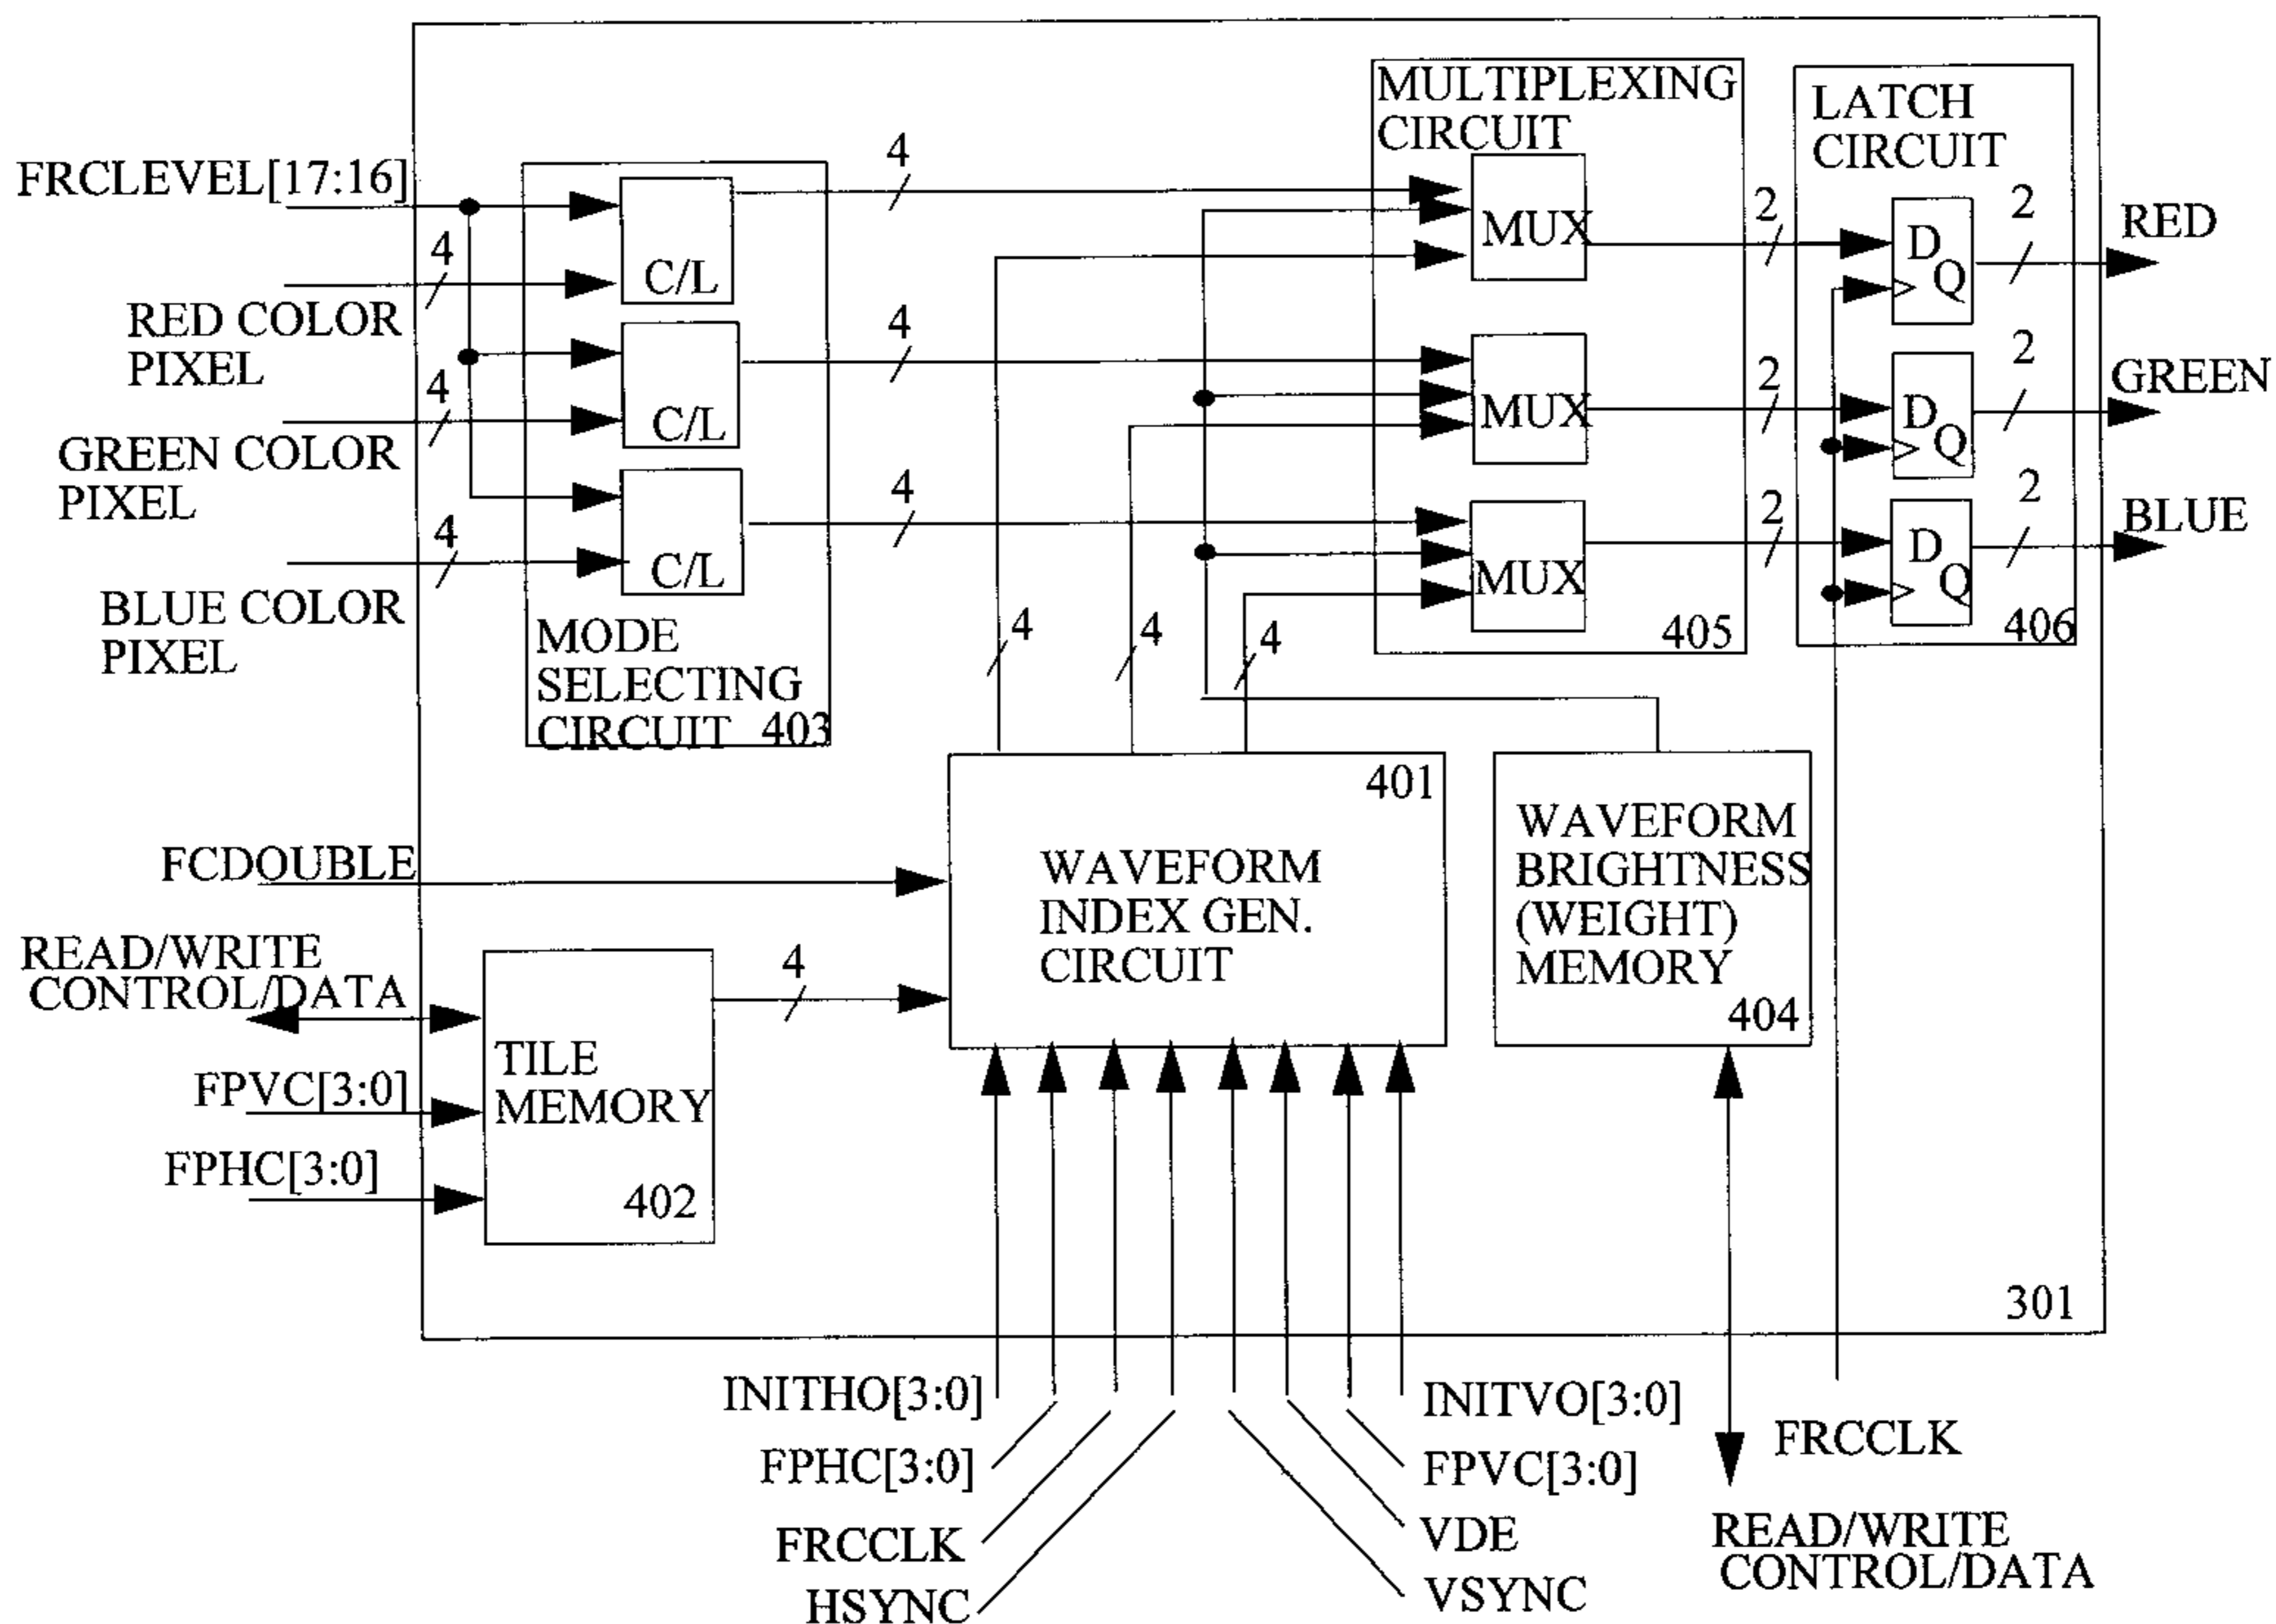 MULTIPLEXING
CIRCUIT
LATCH
CIRCUIT
FRCLEVEL[17:16]
4
4
RED COLOR
PIXEL
C/L
MUX
2
D
Q
2
RED
4
4
GREEN COLOR
PIXEL
C/L
MUX
2
D
Q
2
GREEN
4
4
BLUE COLOR
PIXEL
C/L
MUX
2
D
Q
2
BLUE
MODE
SELECTING
CIRCUIT 403
4
4
4
405
406
FCDOUBLE
401
WAVEFORM
INDEX GEN.
CIRCUIT
WAVEFORM
BRIGHTNESS
(WEIGHT)
MEMORY
404
READ/WRITE
CONTROL/DATA
FPVC[3:0]
FPHC[3:0]
4
TILE
MEMORY
402
301
INITHO[3:0]
FPHC[3:0]
FRCCLK
HSYNC
INITVO[3:0]
FPVC[3:0]
VDE
VSYNC
FRCCLK
READ/WRITE
CONTROL/DATA